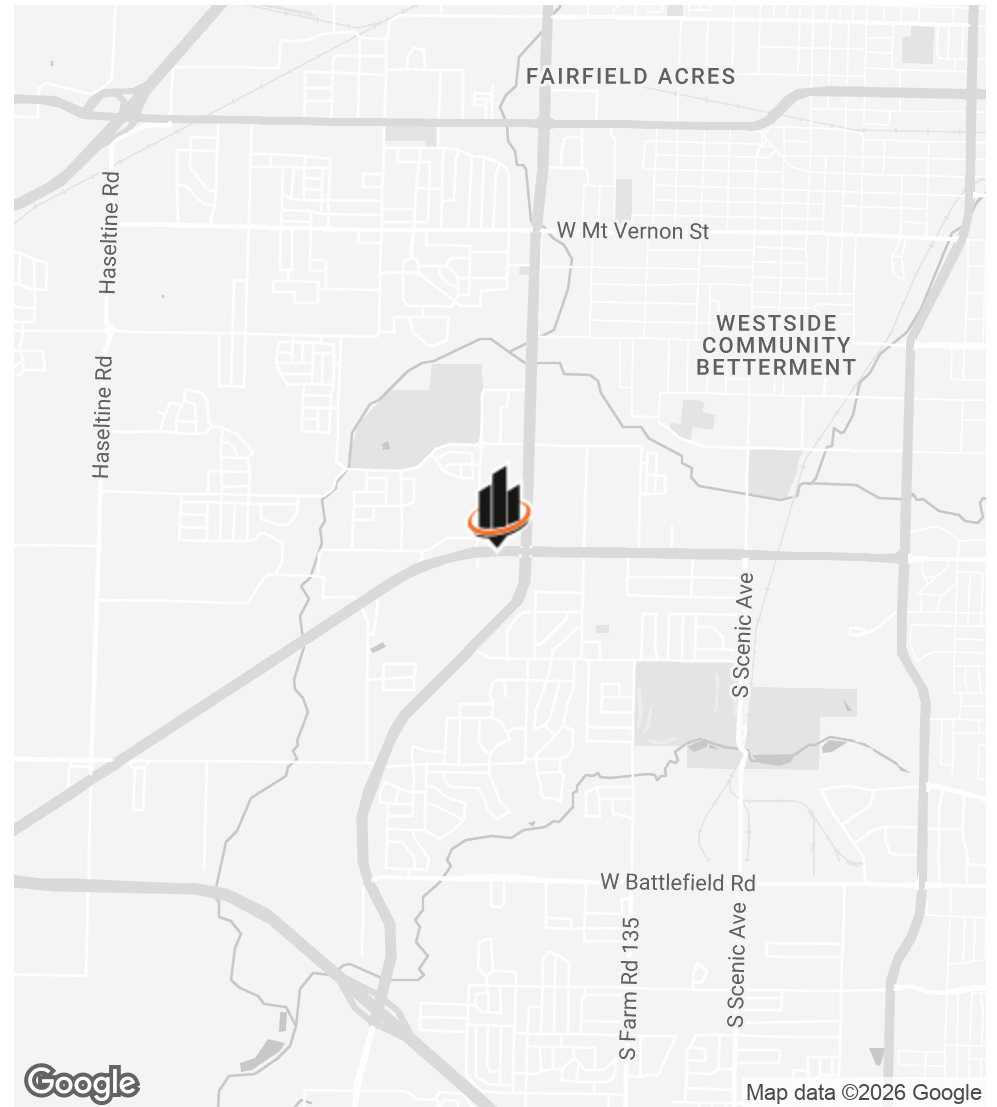 FAIRFIELD ACRES
Haseltine Rd
W Mt Vernon St
WESTSIDE
COMMUNITY
BETTERMENT
Haseltine Rd
S Scenic Ave
W Battlefield Rd
S Farm Rd 135
S Scenic Ave
Google
Map data ©2026 Google